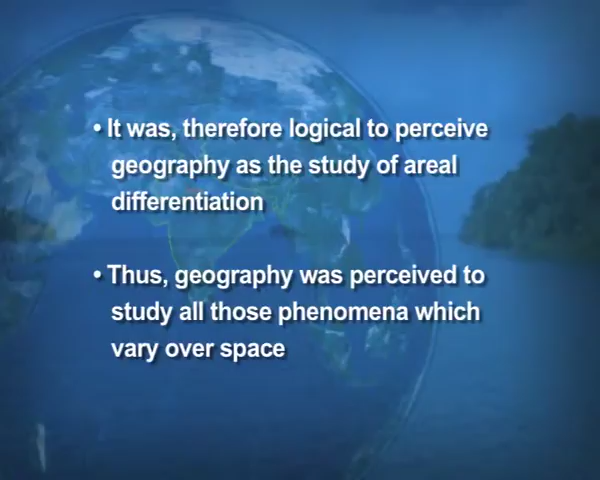 • It was, therefore logical to perceive
geography as the study of areal
differentiation
• Thus, geography was perceived to
study all those phenomena which
vary over space